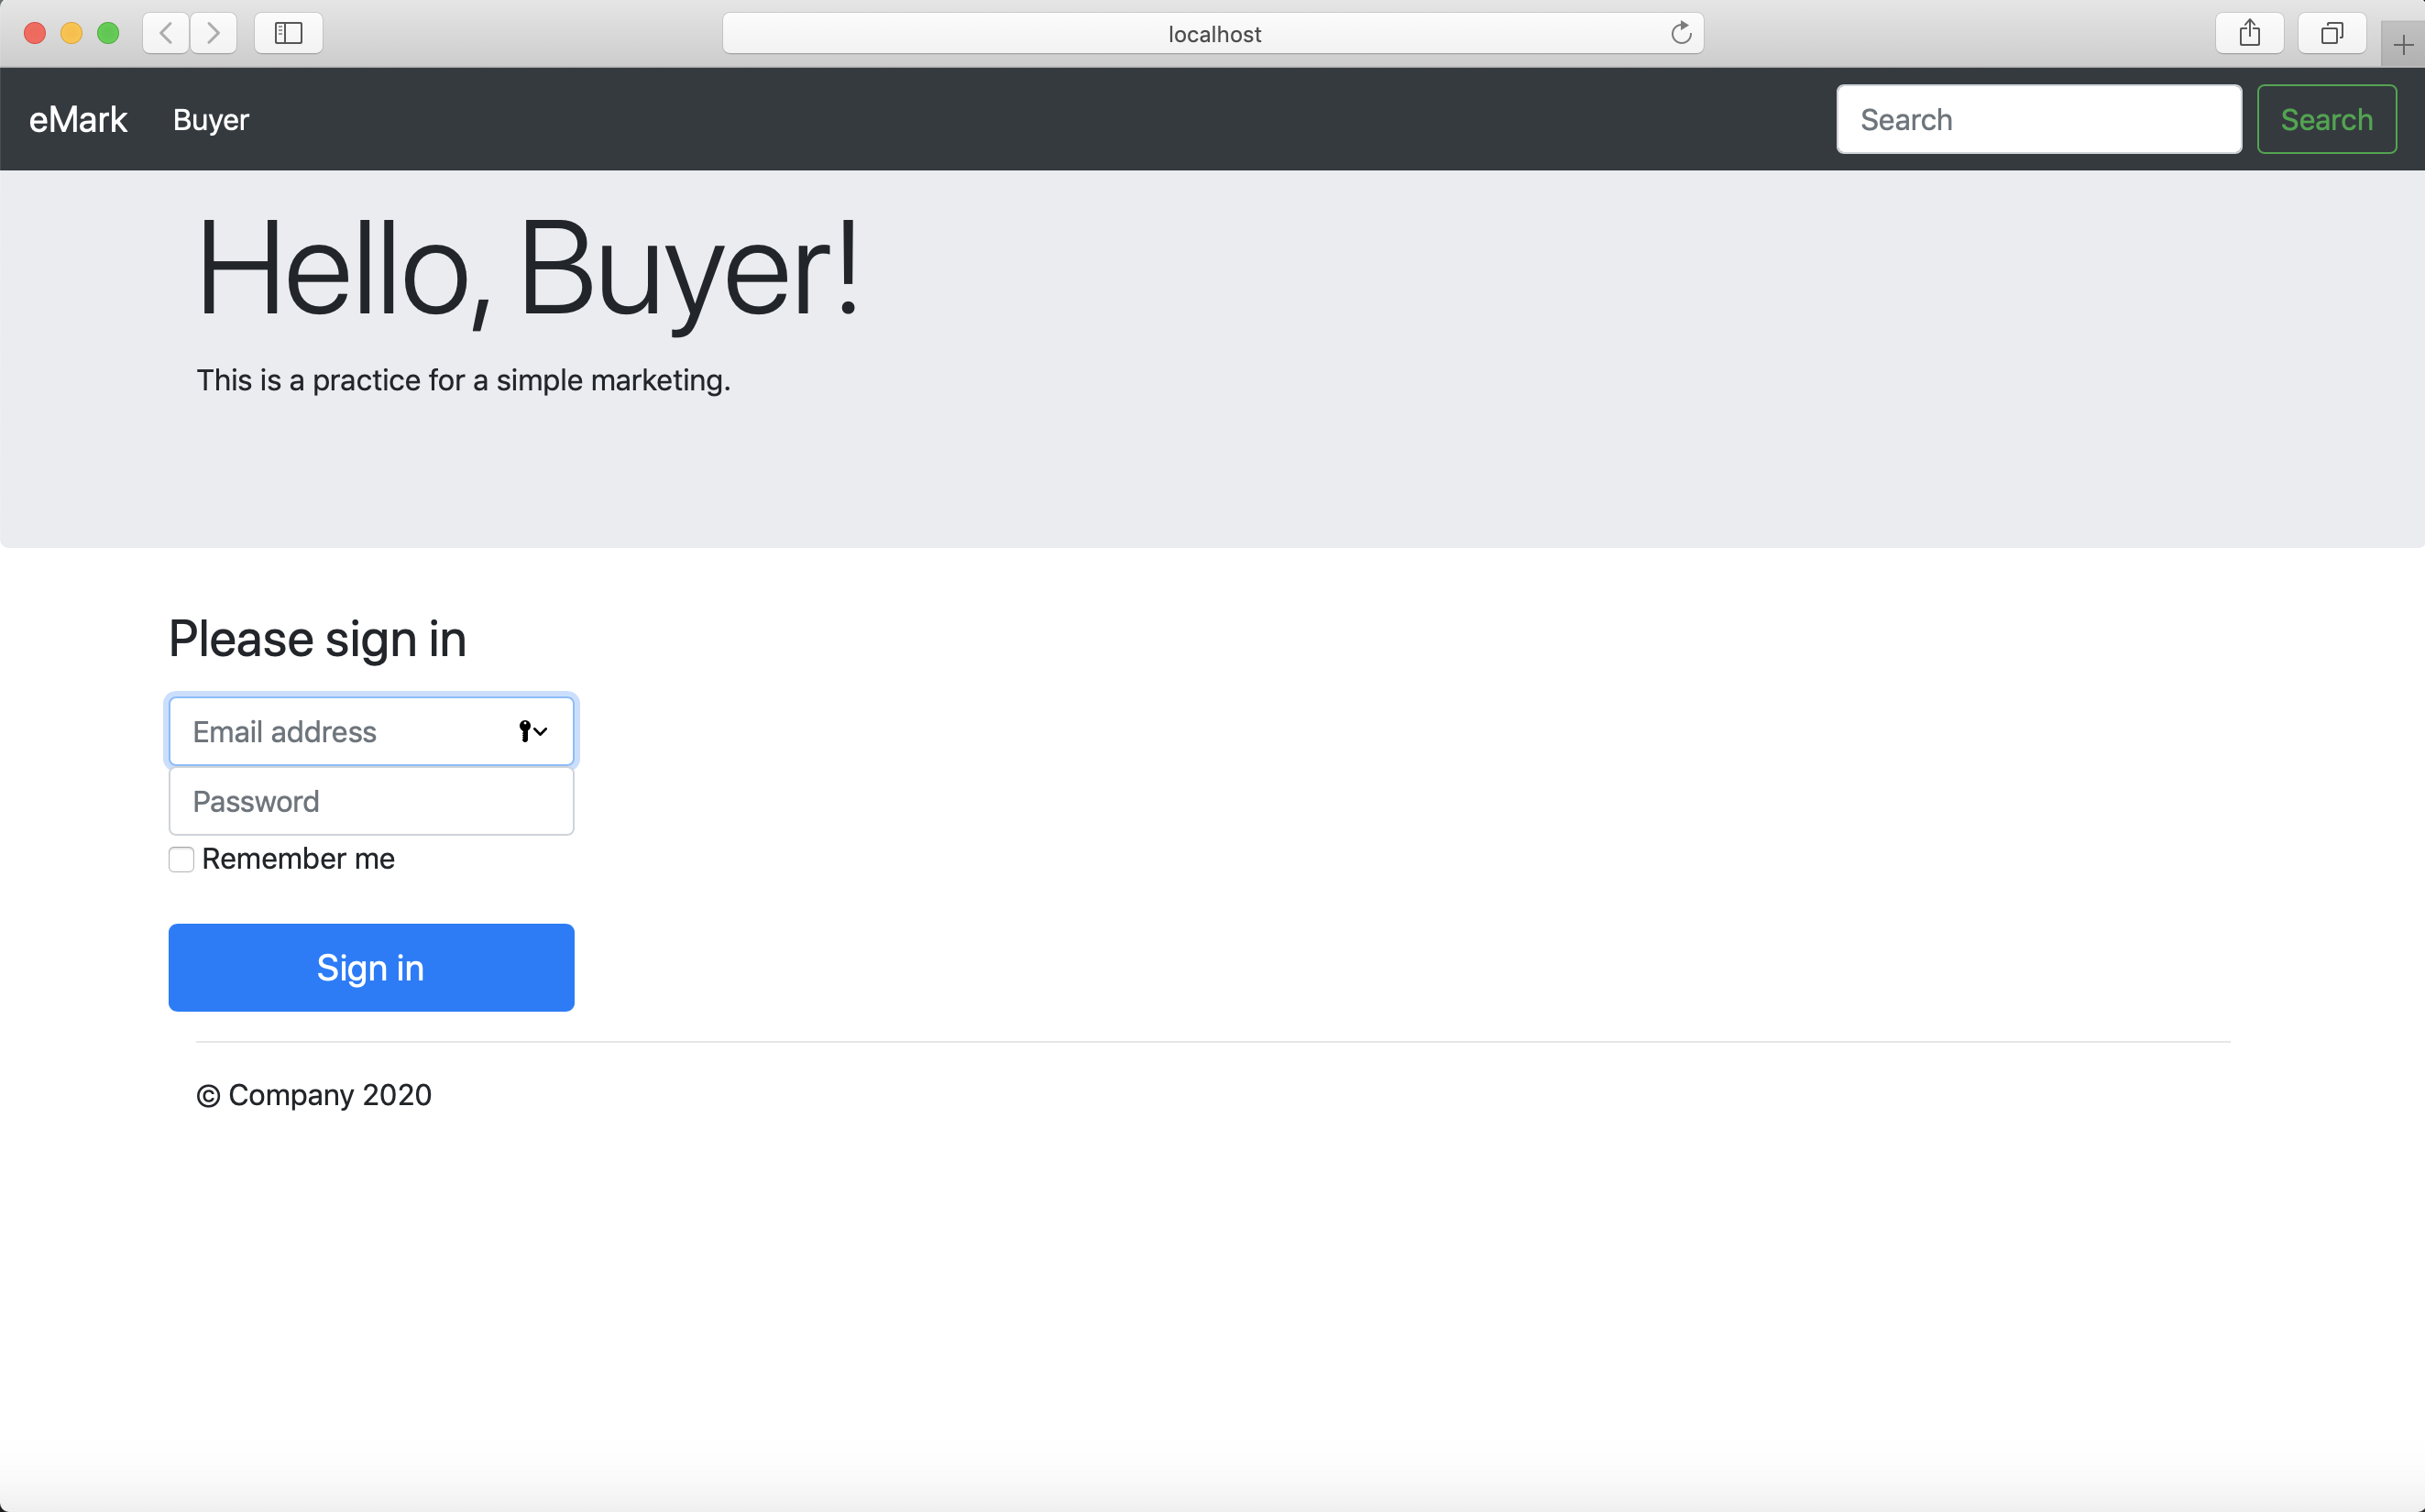 localhost
eMark Buyer Search Search
Hello, Buyer!
This is a practice for a simple marketing.
Please sign in
Email address
Password
Remember me
Sign in
© Company 2020